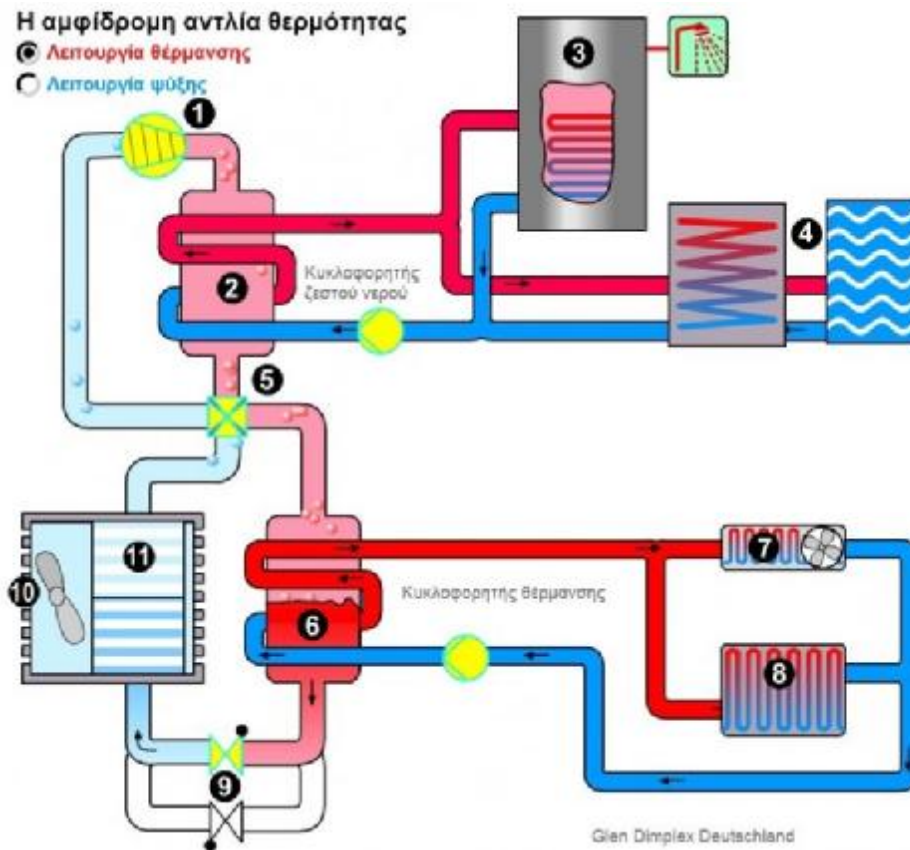 Η αμφίδρομη αντλία θερμότητας
Λειτουργία θέρμανσης
Λειτουργία ψύξης
1
3
2
Κυκλοφορητής
ζεστού νερού
4
5
10
11
6
Κυκλοφορητής θέρμανσης
7
8
9
Glen Dimplex Deutschland